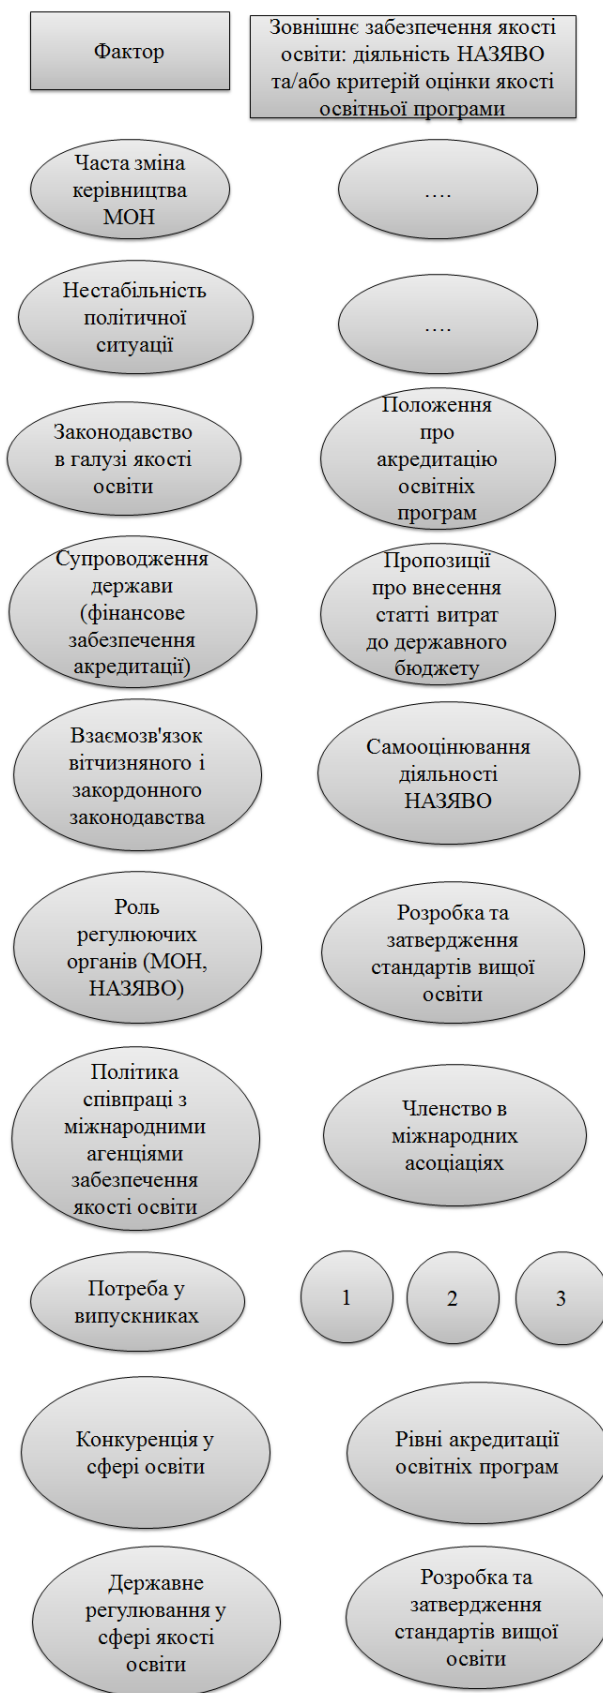 Фактор
Зовнішнє забезпечення якості
освіти: діяльність НАЗЯВО
та/або критерій оцінки якості
освітньої програми
Часта зміна
керівництва
МОН
....
Нестабільність
політичної
ситуації
....
Законодавство
в галузі якості
освіти
Положення
про
акредитацію
освітніх
програм
Супроводження
держави
(фінансове
забезпечення
акредитації)
Пропозиції
про внесення
статті витрат
до державного
бюджету
Взаємозв'язок
вітчизняного і
закордонного
законодавства
Самооцінювання
діяльності
НАЗЯВО
Роль
регулюючих
органів (МОН,
НАЗЯВО)
Розробка та
затвердження
стандартів вищої
освіти
Політика
співпраці з
міжнародними
агенціями
забезпечення
якості освіти
Членство в
міжнародних
асоціаціях
Потреба у
випускниках
1
2
3
Конкуренція у
сфері освіти
Рівні акредитації
освітніх програм
Державне
регулювання у
сфері якості
освіти
Розробка та
затвердження
стандартів вищої
освіти